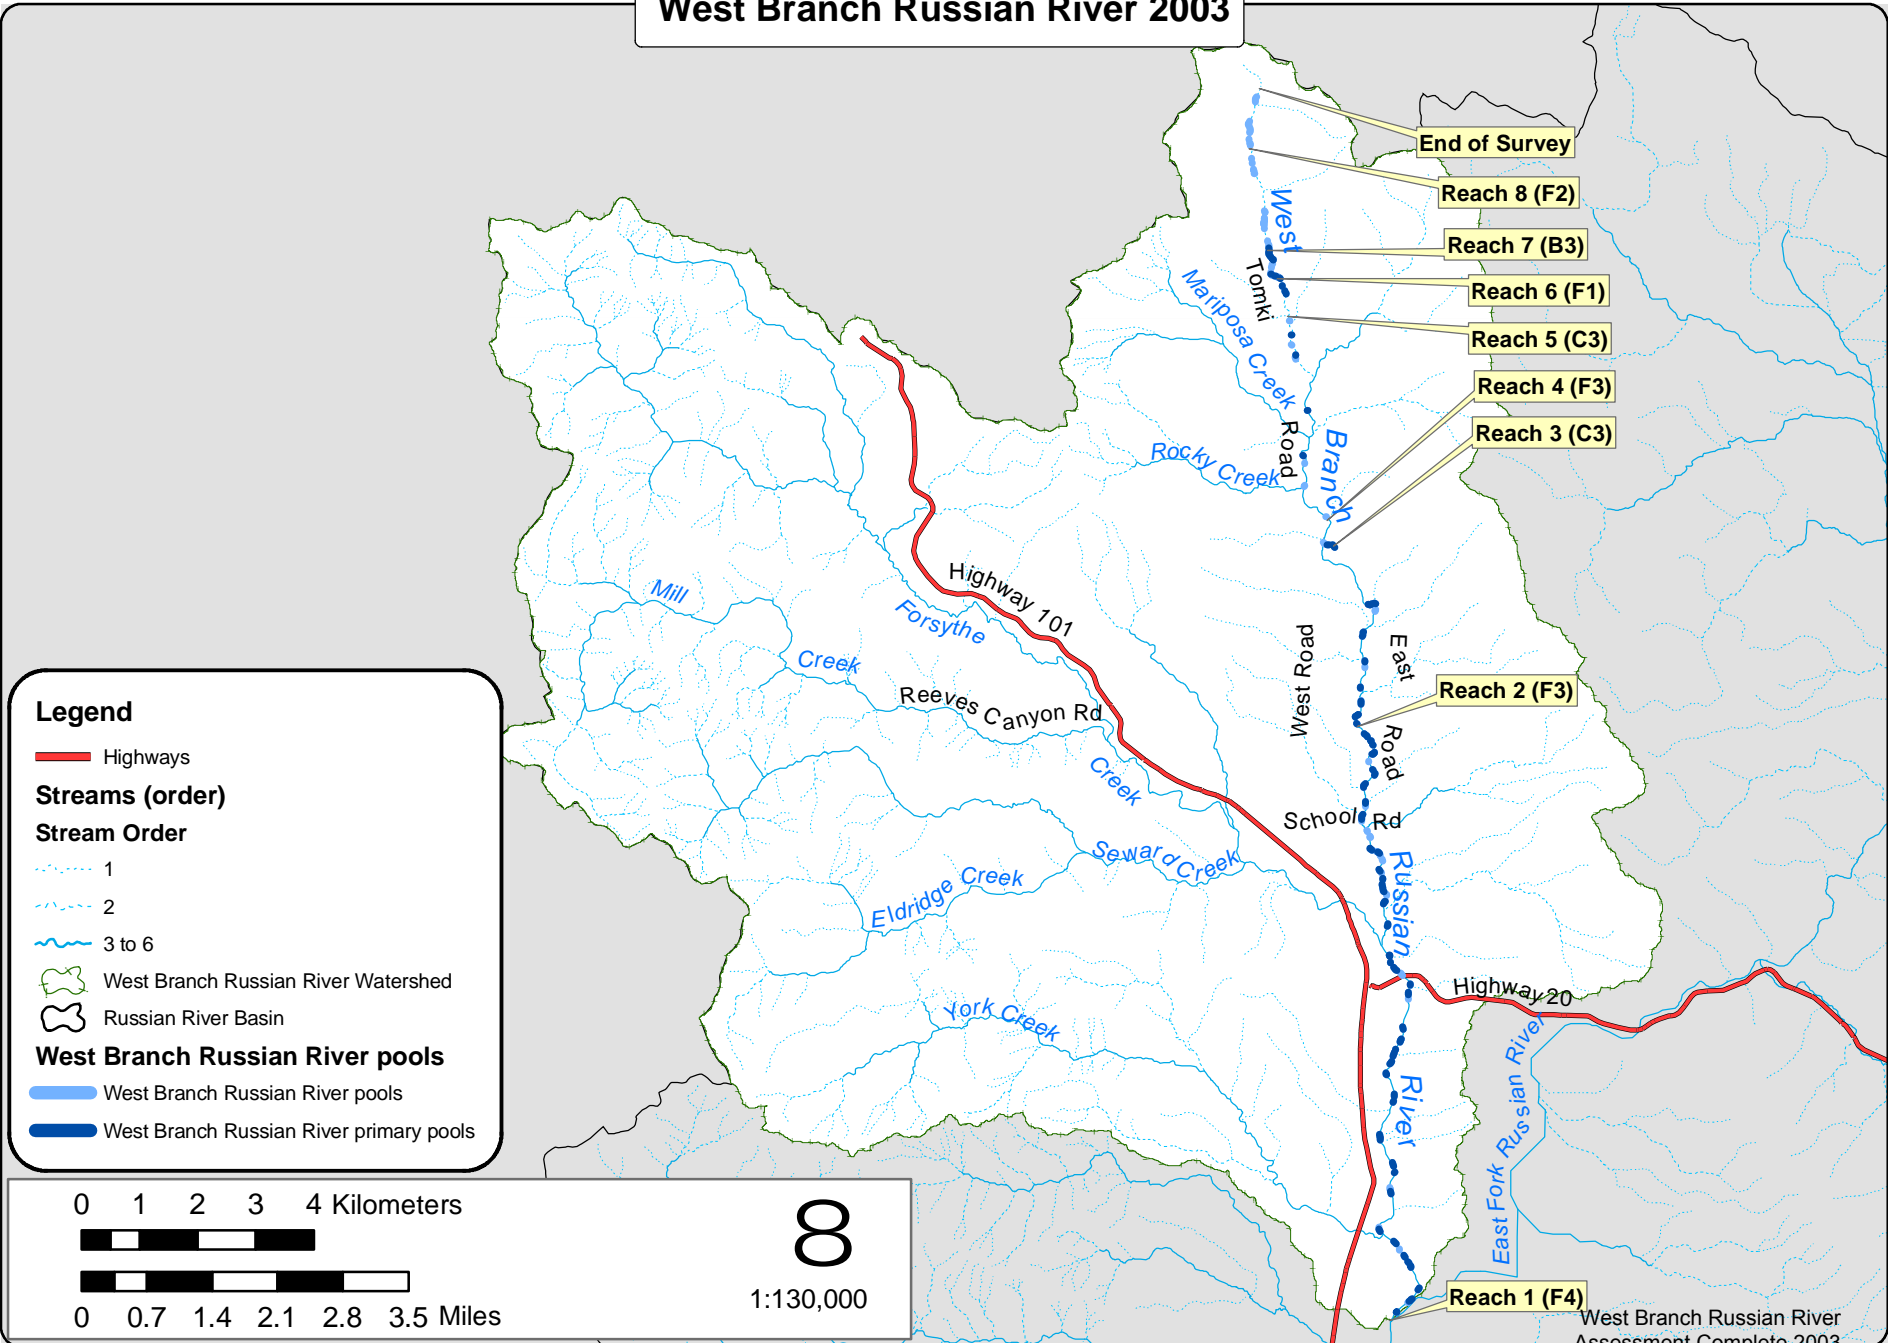 West Branch Russian River 2003
End of Survey
Reach 8 (F2)
Reach 7 (B3)
Reach 6 (F1)
Reach 5 (C3)
Reach 4 (F3)
Reach 3 (C3)
Reach 2 (F3)
Reach 1 (F4)
West
Branch
Russian
River
Tomki
Road
Mariposa Creek
Rocky Creek
Highway 101
Forsythe
Creek
Mill
Creek
Reeves Canyon Rd
West Road
East
Road
School Rd
Seward Creek
Eldridge Creek
York Creek
Highway 20
East Fork Russian River
Legend
Highways
Streams (order)
Stream Order
1
2
3 to 6
West Branch Russian River Watershed
Russian River Basin
West Branch Russian River pools
West Branch Russian River pools
West Branch Russian River primary pools
0 1 2 3 4 Kilometers
0 0.7 1.4 2.1 2.8 3.5 Miles
8
1:130,000
West Branch Russian River
Assessment Complete 2003